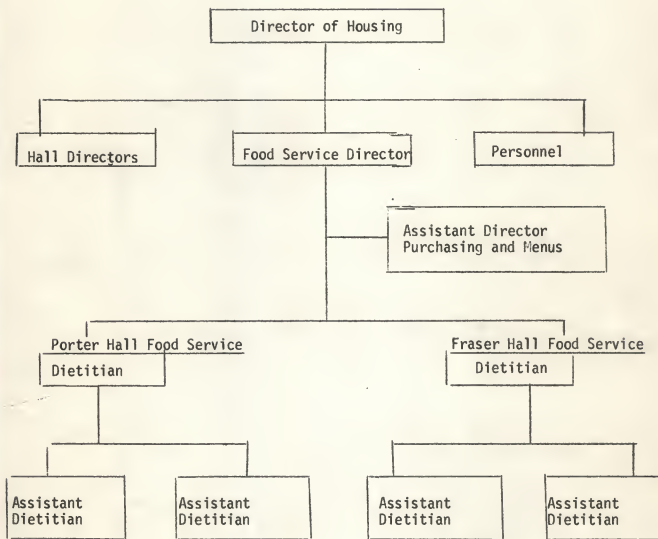 Director of Housing
Hall Directors
Food Service Director
Personnel
Assistant Director
Purchasing and Menus
Porter Hall Food Service
Dietitian
Fraser Hall Food Service
Dietitian
Assistant
Dietitian
Assistant
Dietitian
Assistant
Dietitian
Assistant
Dietitian